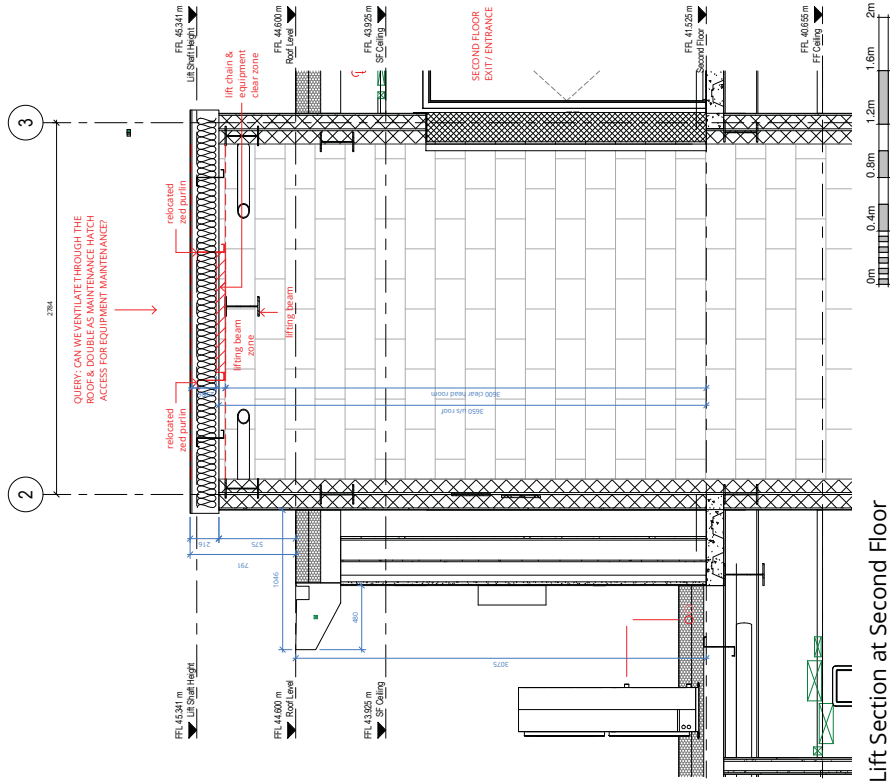 FFL 45.341 m
Lift Shaft Height
FFL 44.600 m
Roof Level
FFL 43.925 m
SF Ceiling
FFL 41.525 m
Second Floor
FFL 40.655 m
FF Ceiling
lift chain &
equipment
clear zone
SECOND FLOOR
EXIT / ENTRANCE
3
2
2784
QUERY: CAN WE VENTILATE THROUGH THE
ROOF & DOUBLE AS MAINTENANCE HATCH
ACCESS FOR EQUIPMENT MAINTENANCE?
relocated
zed purlin
relocated
zed purlin
lifting beam
zone
lifting beam
3600 clear head room
3650 u/s roof
216
575
791
1046
480
3075
FFL 45.341 m
Lift Shaft Height
FFL 44.600 m
Roof Level
FFL 43.925 m
SF Ceiling
0m
0.4m
0.8m
1.2m
1.6m
2m
Lift Section at Second Floor